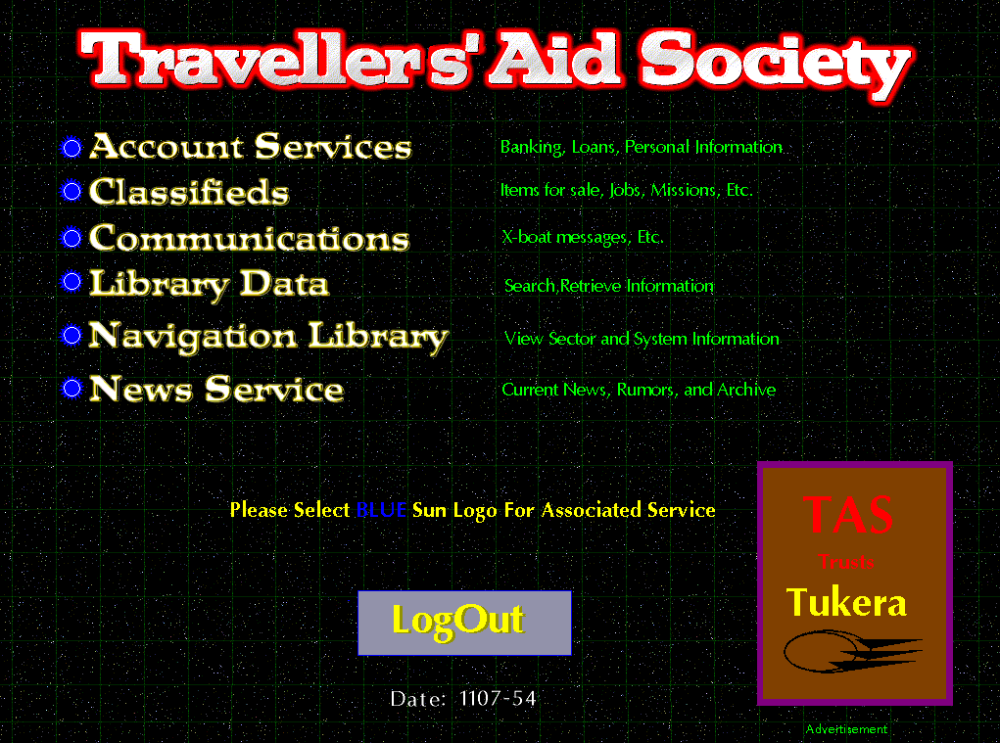 Travellers' Aid Society
Account Services Banking, Loans, Personal Information
Classifieds Items for sale, Jobs, Missions, Etc.
Communications X-boat messages, Etc.
Library Data Search,Retrieve Information
Navigation Library View Sector and System Information
News Service Current News, Rumors, and Archive
Please Select BLUE Sun Logo For Associated Service
TAS
Trusts
Tukera
LogOut
Date: 1107-54
Advertisement